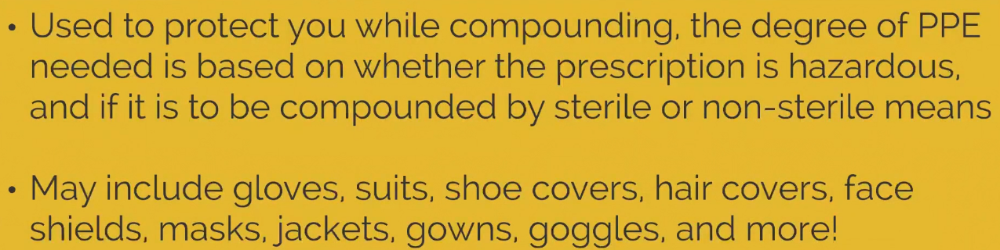 • Used to protect you while compounding, the degree of PPE
needed is based on whether the prescription is hazardous,
and if it is to be compounded by sterile or non-sterile means
• May include gloves, suits, shoe covers, hair covers, face
shields, masks, jackets, gowns, goggles, and more!